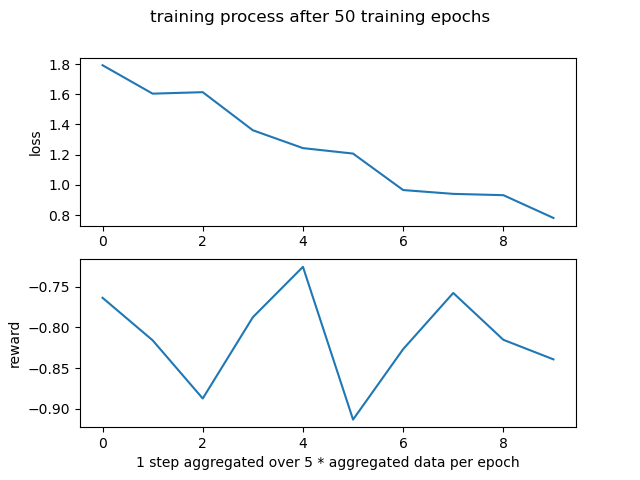 training process after 50 training epochs
1.8
1.6
1.4
1.2
1.0
0.8
loss
0 2 4 6 8
−0.75
−0.80
−0.85
−0.90
reward
0 2 4 6 8
1 step aggregated over 5 * aggregated data per epoch